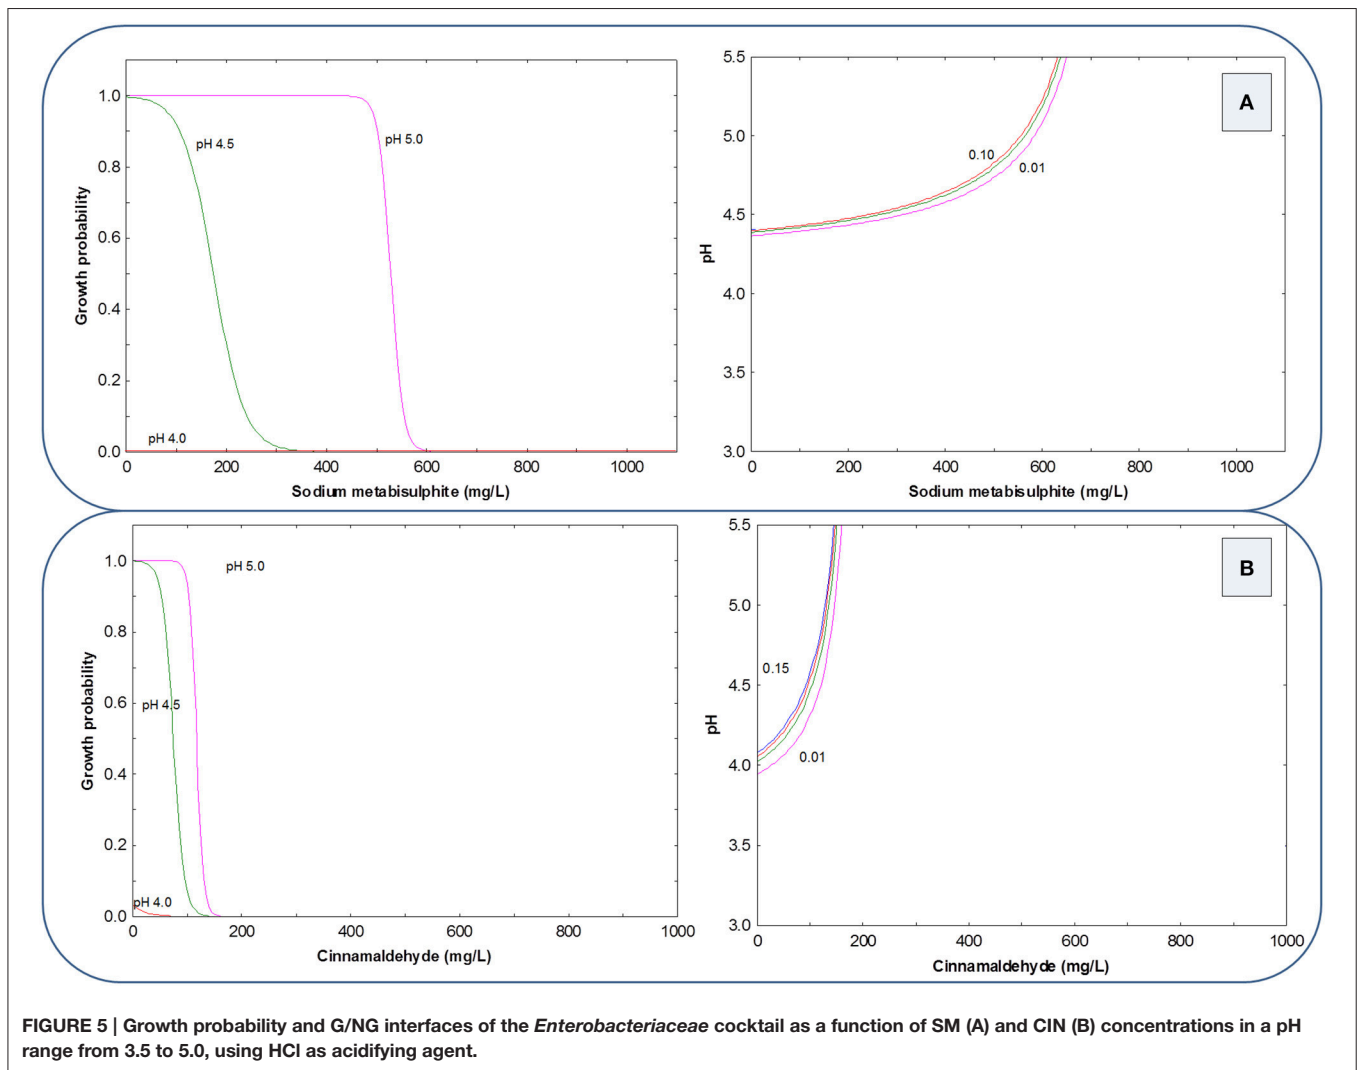 A
Growth probability
1.0
0.8
0.6
0.4
0.2
0.0
pH 4.5
pH 5.0
pH 4.0
0 200 400 600 800 1000
Sodium metabisulphite (mg/L)
pH
5.5
5.0
4.5
4.0
3.5
3.0
0.10
0.01
0 200 400 600 800 1000
Sodium metabisulphite (mg/L)
B
Growth probability
1.0
0.8
0.6
0.4
0.2
0.0
pH 5.0
pH 4.5
pH 4.0
0 200 400 600 800 1000
Cinnamaldehyde (mg/L)
pH
5.5
5.0
4.5
4.0
3.5
3.0
0.15
0.01
0 200 400 600 800 1000
Cinnamaldehyde (mg/L)
FIGURE 5 | Growth probability and G/NG interfaces of the Enterobacteriaceae cocktail as a function of SM (A) and CIN (B) concentrations in a pH
range from 3.5 to 5.0, using HCl as acidifying agent.